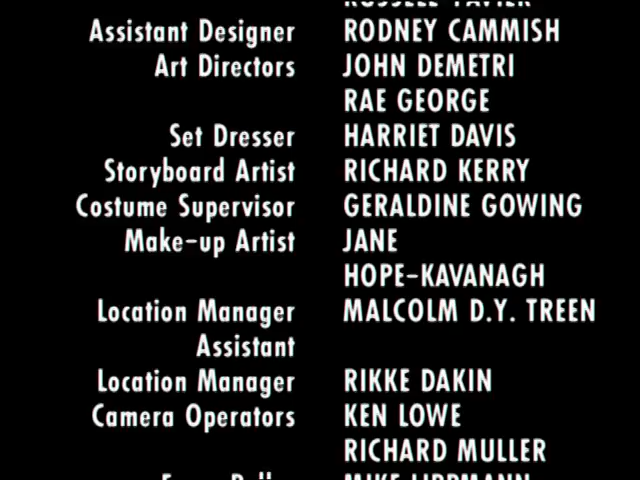 Assistant Designer RODNEY CAMMISH
Art Directors JOHN DEMETRI
RAE GEORGE
Set Dresser HARRIET DAVIS
Storyboard Artist RICHARD KERRY
Costume Supervisor GERALDINE GOWING
Make-up Artist JANE
HOPE-KAVANAGH
Location Manager MALCOLM D.Y. TREEN
Assistant
Location Manager RIKKE DAKIN
Camera Operators KEN LOWE
RICHARD MULLER